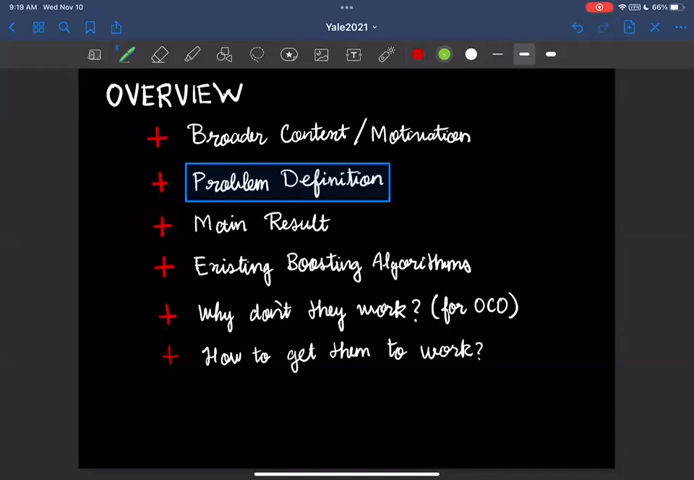 9:19 AM Wed Nov 10
66%
Yale2021
OVERVIEW
+ Broader Context/Motivation
+ Problem Definition
+ Main Result
+ Existing Boosting Algorithms
+ Why don't they work? (for OCO)
+ How to get them to work?